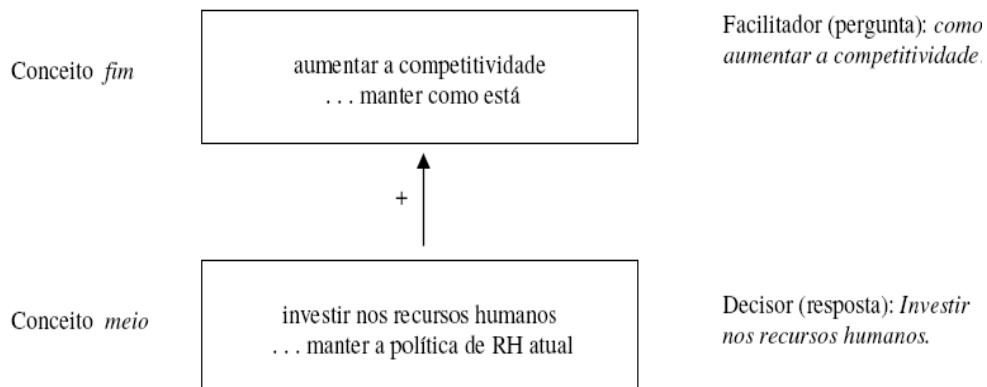 Conceito fim
aumentar a competitividade
. . . manter como está
Facilitador (pergunta): como
aumentar a competitividade
+
Conceito meio
investir nos recursos humanos
. . . manter a política de RH atual
Decisor (resposta): Investir
nos recursos humanos.